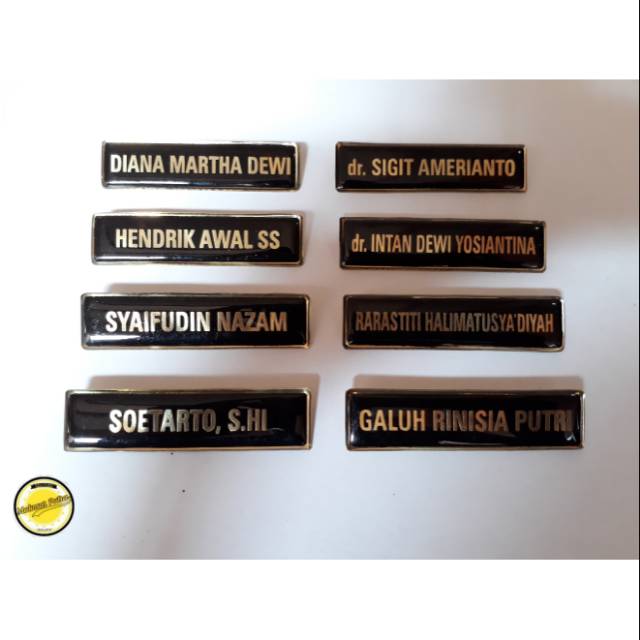 DIANA MARTHA DEWI
dr. SIGIT AMERIANTO
HENDRIK AWAL SS
dr. INTAN DEWI YOSIANTINA
SYAIFUDIN NAZAM
RARASTITI HALIMATUSYA'DIYAH
SOETARTO, S.HI
GALUH RINISIA PUTRI